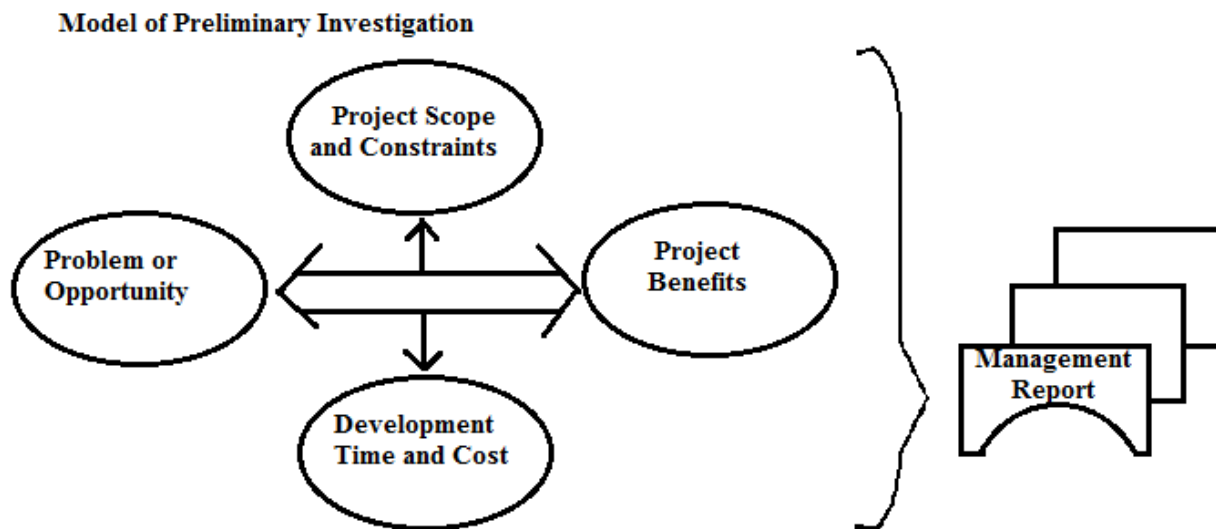 Model of Preliminary Investigation
Project Scope
and Constraints
Problem or
Opportunity
Project
Benefits
Development
Time and Cost
Management
Report